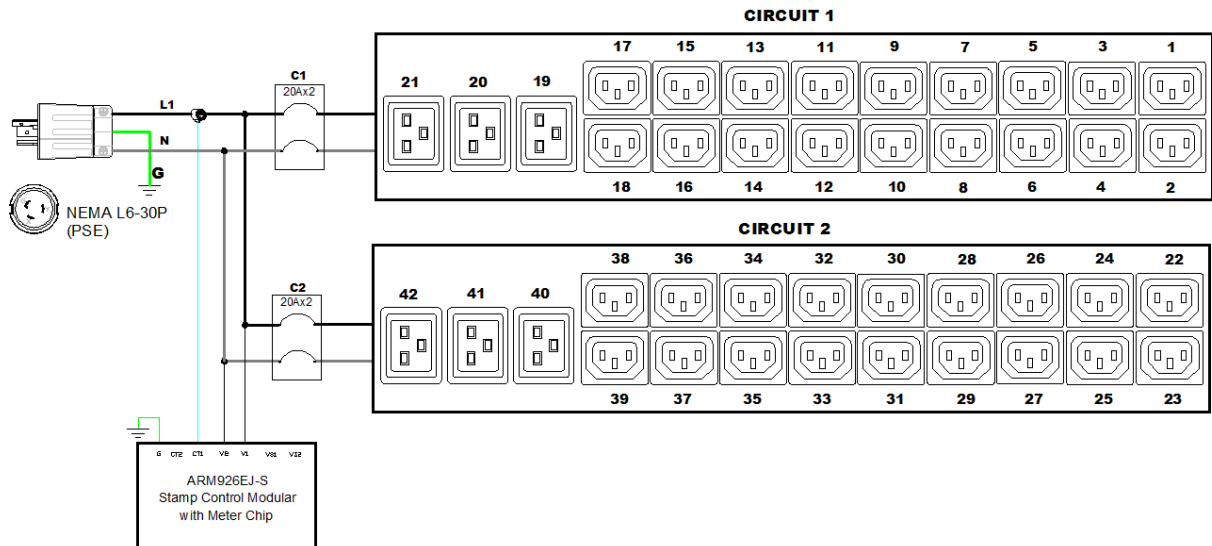 CIRCUIT 1
17 15 13 11 9 7 5 3 1
C1
20Ax2
21 20 19
L1
N
G
18 16 14 12 10 8 6 4 2
NEMA L6-30P
(PSE)
CIRCUIT 2
38 36 34 32 30 28 26 24 22
C2
20Ax2
42 41 40
39 37 35 33 31 29 27 25 23
G CT2 CT1 V2 V1 VS1 VS2
ARM926EJ-S
Stamp Control Modular
with Meter Chip